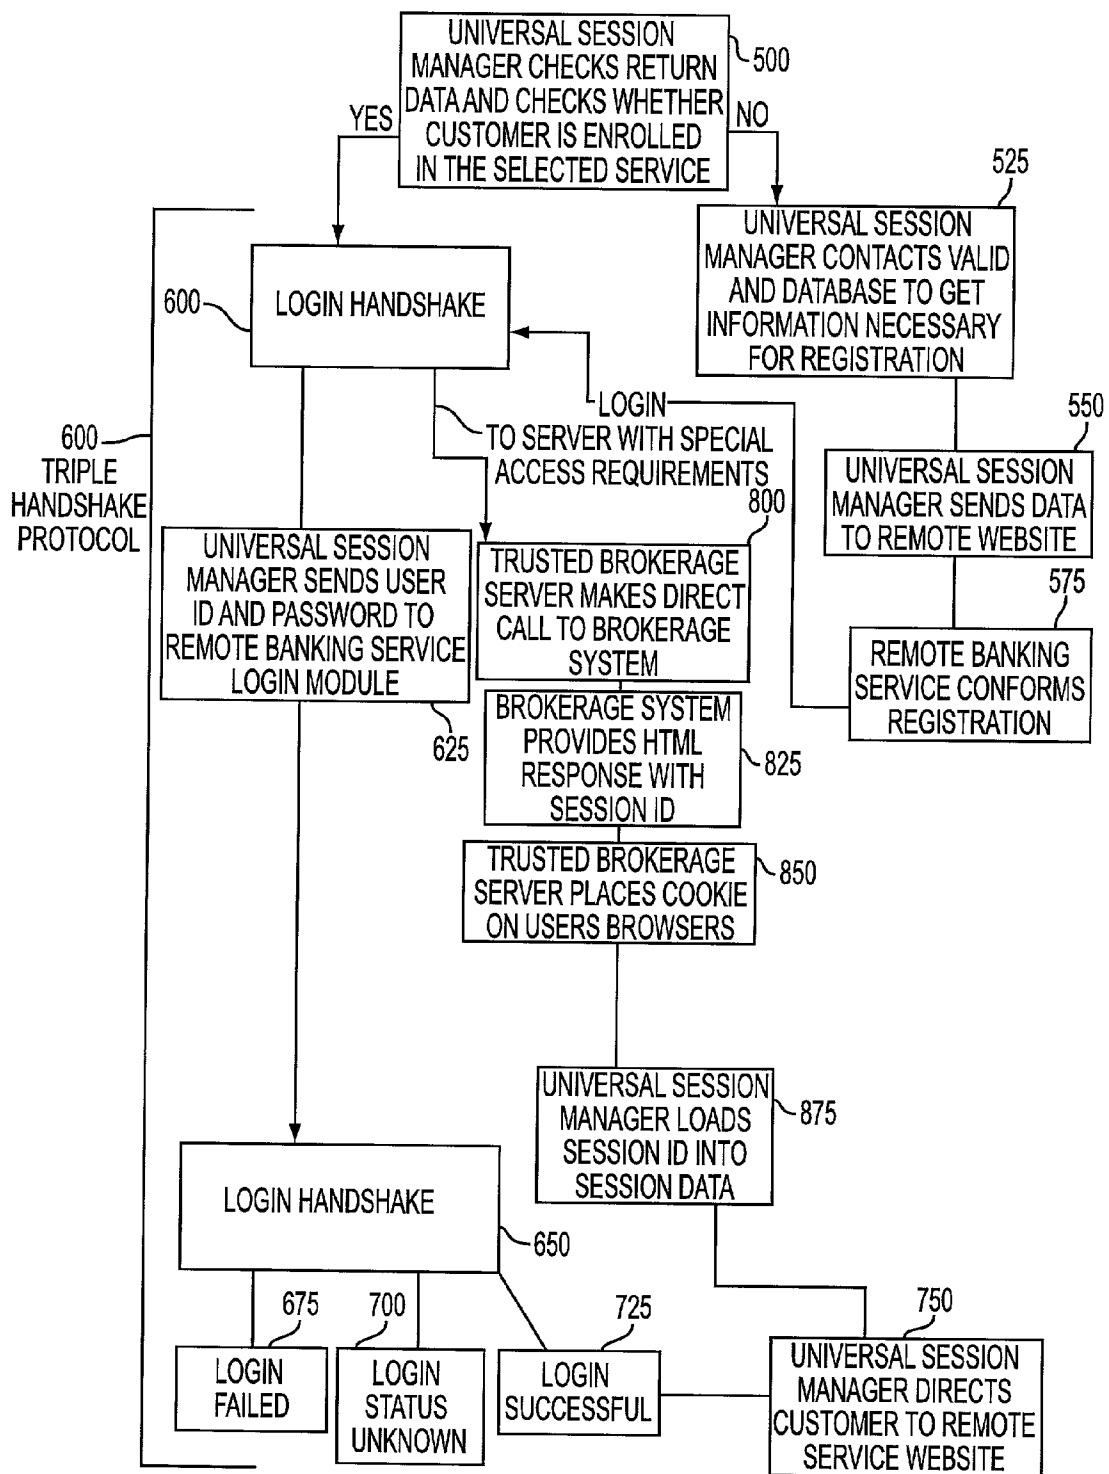 UNIVERSAL SESSION
MANAGER CHECKS RETURN
DATA AND CHECKS WHETHER
CUSTOMER IS ENROLLED
IN THE SELECTED SERVICE
500
YES
NO
525
UNIVERSAL SESSION
MANAGER CONTACTS VALID
AND DATABASE TO GET
INFORMATION NECESSARY
FOR REGISTRATION
LOGIN HANDSHAKE
600
LOGIN
TO SERVER WITH SPECIAL
ACCESS REQUIREMENTS
550
UNIVERSAL SESSION
MANAGER SENDS DATA
TO REMOTE WEBSITE
600
TRIPLE
HANDSHAKE
PROTOCOL
575
REMOTE BANKING
SERVICE CONFORMS
REGISTRATION
UNIVERSAL SESSION
MANAGER SENDS USER
ID AND PASSWORD TO
REMOTE BANKING SERVICE
LOGIN MODULE
625
800
TRUSTED BROKERAGE
SERVER MAKES DIRECT
CALL TO BROKERAGE
SYSTEM
BROKERAGE SYSTEM
PROVIDES HTML
RESPONSE WITH
SESSION ID
825
TRUSTED BROKERAGE
SERVER PLACES COOKIE
ON USERS BROWSERS
850
UNIVERSAL SESSION
MANAGER LOADS
SESSION ID INTO
SESSION DATA
875
LOGIN HANDSHAKE
650
675
LOGIN
FAILED
700
LOGIN
STATUS
UNKNOWN
725
LOGIN
SUCCESSFUL
750
UNIVERSAL SESSION
MANAGER DIRECTS
CUSTOMER TO REMOTE
SERVICE WEBSITE